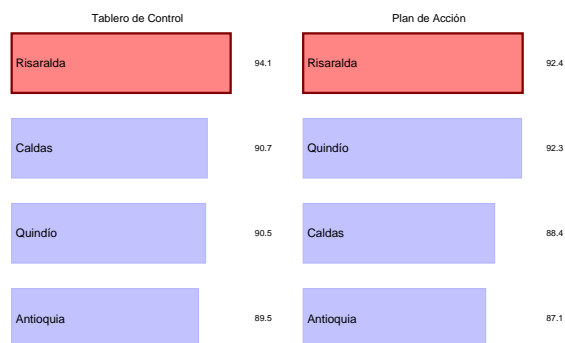 Tablero de Control
Risaralda 94.1
Caldas 90.7
Quindío 90.5
Antioquia 89.5
Plan de Acción
Risaralda 92.4
Quindío 92.3
Caldas 88.4
Antioquia 87.1